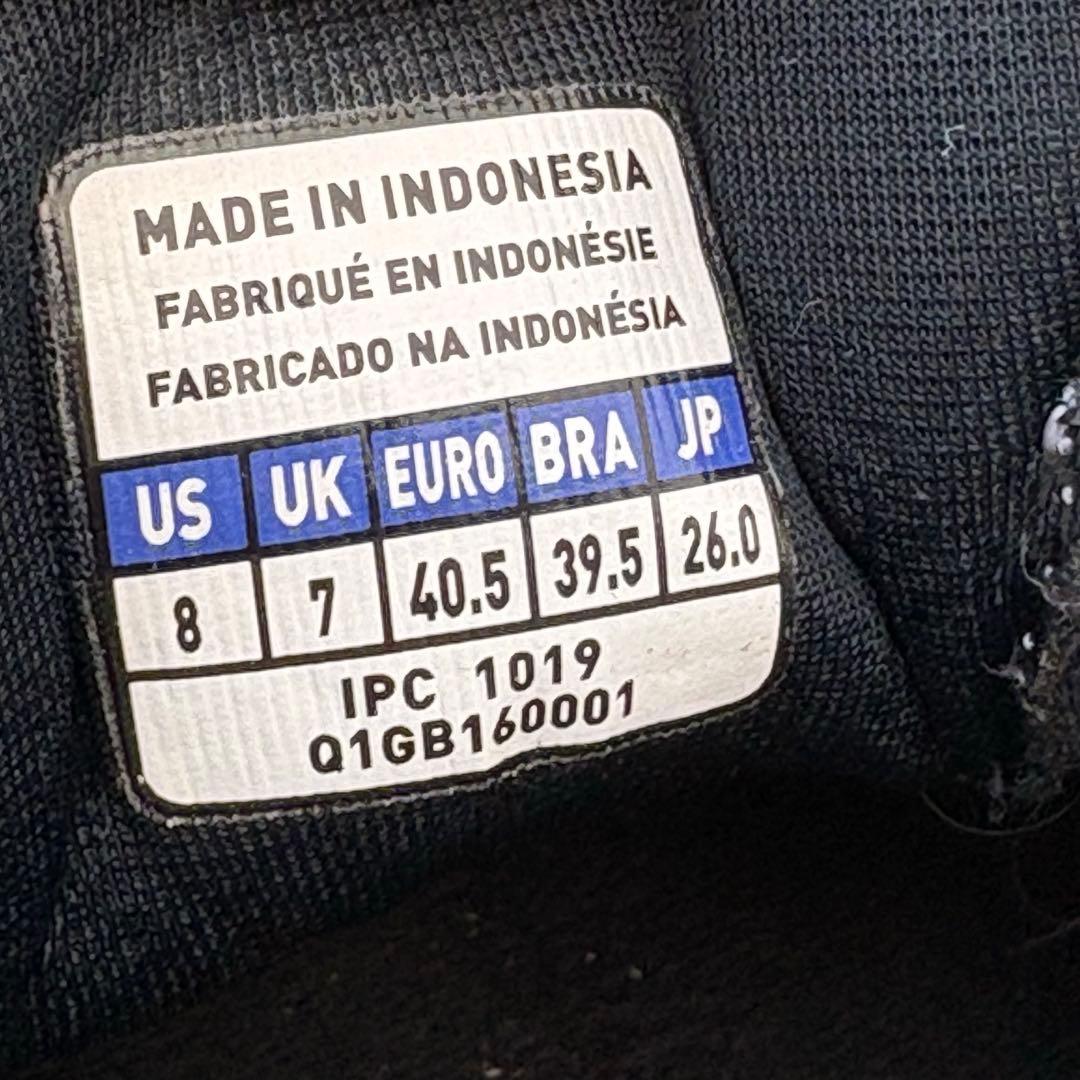 MADE IN INDONESIA
FABRIQUÉ EN INDONÉSIE
FABRICADO NA INDONÉSIA
US UK EURO BRA JP
8 7 40.5 39.5 26.0
IPC 1019
Q1GB160001